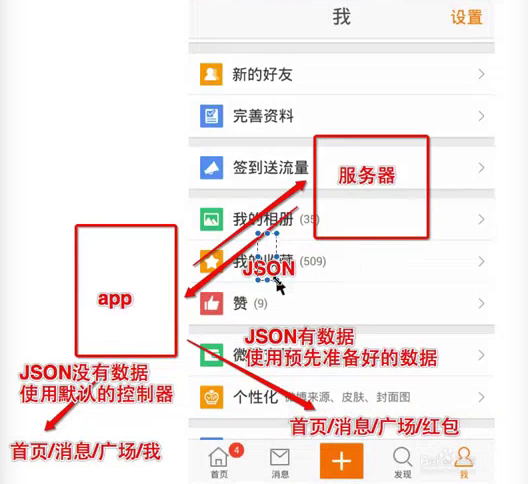 我
设置
新的好友
完善资料
签到送流量
服务器
我的相册 (35)
我的收藏 (509)
JSON
app
赞 (9)
JSON有数据
使用预先准备好的数据
JSON没有数据
使用默认的控制器
个性化 微博来源、皮肤、封面图
首页/消息/广场/红包
首页/消息/广场/我
4
首页
消息
发现
我